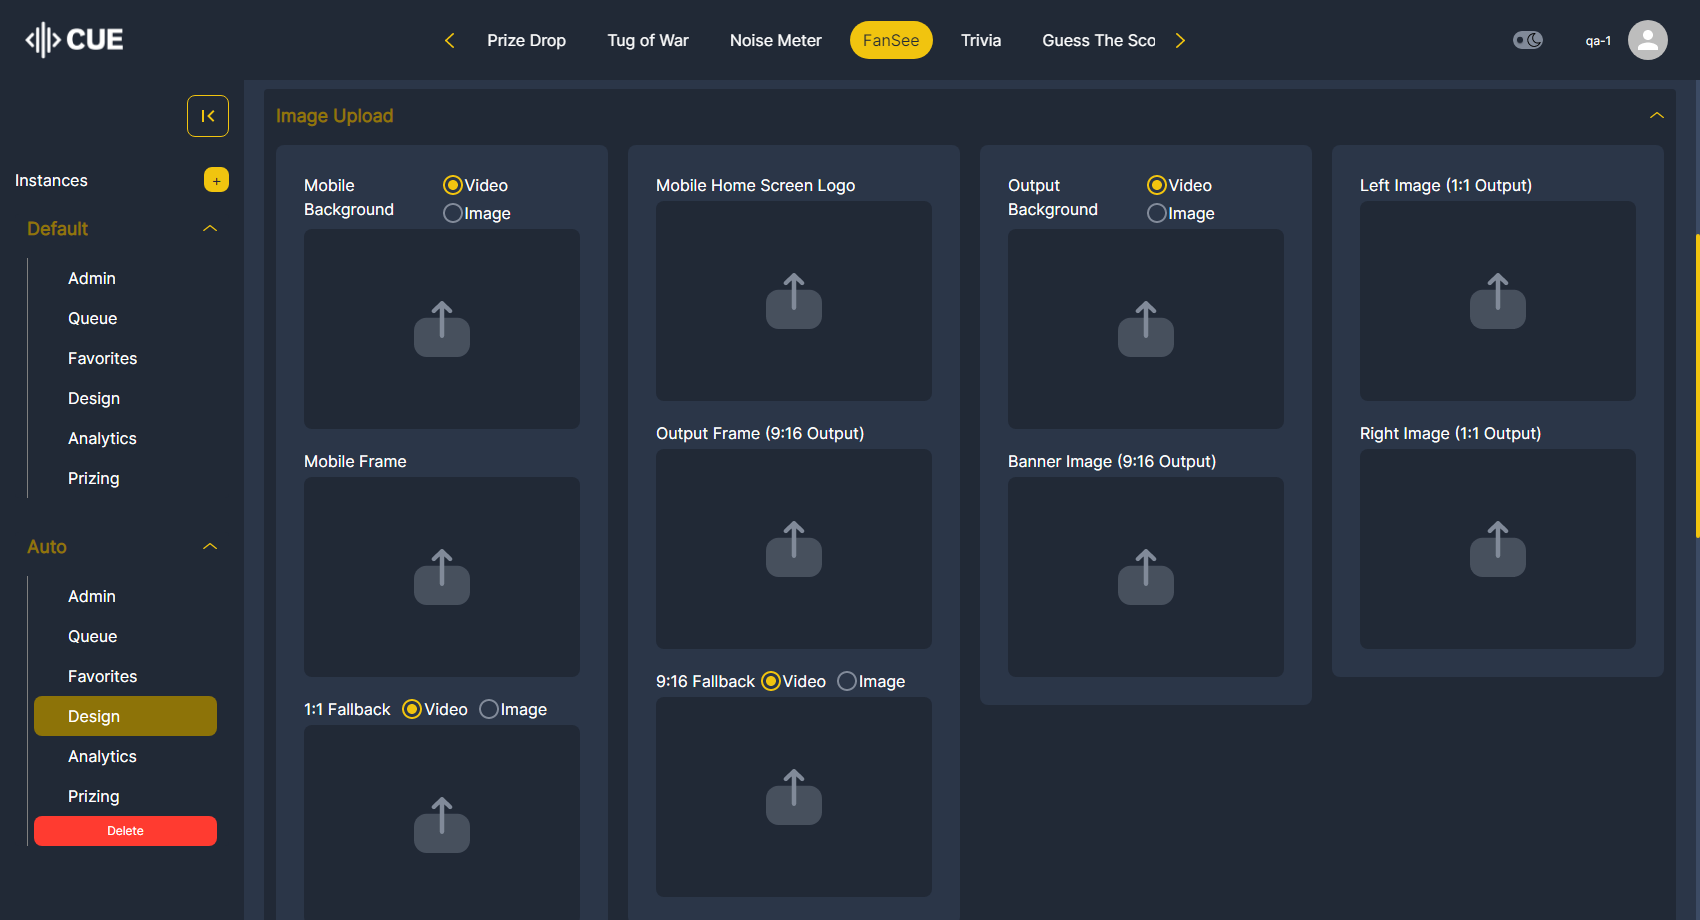 CUE
Prize Drop
Tug of War
Noise Meter
FanSee
Trivia
Guess The Sco
qa-1
Instances
+
Default
Admin
Queue
Favorites
Design
Analytics
Prizing
Auto
Admin
Queue
Favorites
Design
Analytics
Prizing
Delete
Image Upload
Mobile
Background
Video
Image
Mobile Frame
1:1 Fallback
Video
Image
Mobile Home Screen Logo
Output Frame (9:16 Output)
9:16 Fallback
Video
Image
Output
Background
Video
Image
Banner Image (9:16 Output)
Left Image (1:1 Output)
Right Image (1:1 Output)